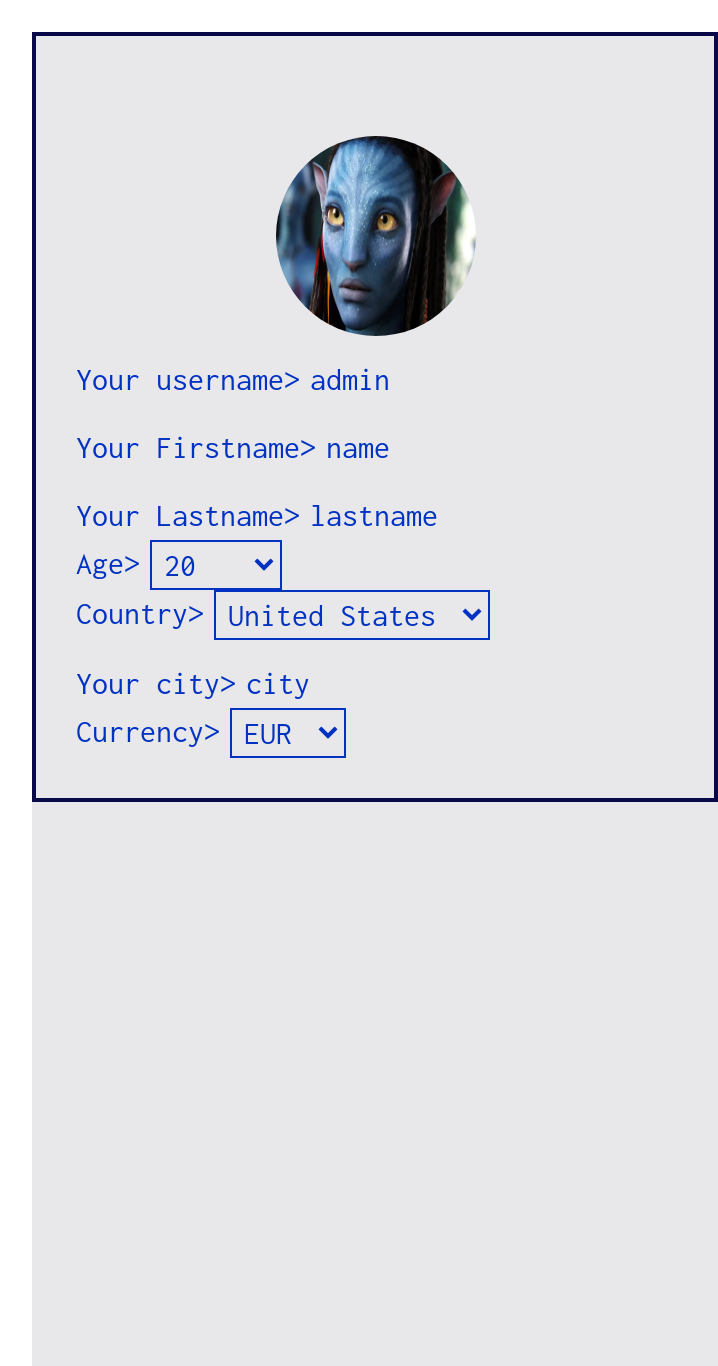 Your username> admin
Your Firstname> name
Your Lastname> lastname
Age> 20
Country> United States
Your city> city
Currency> EUR